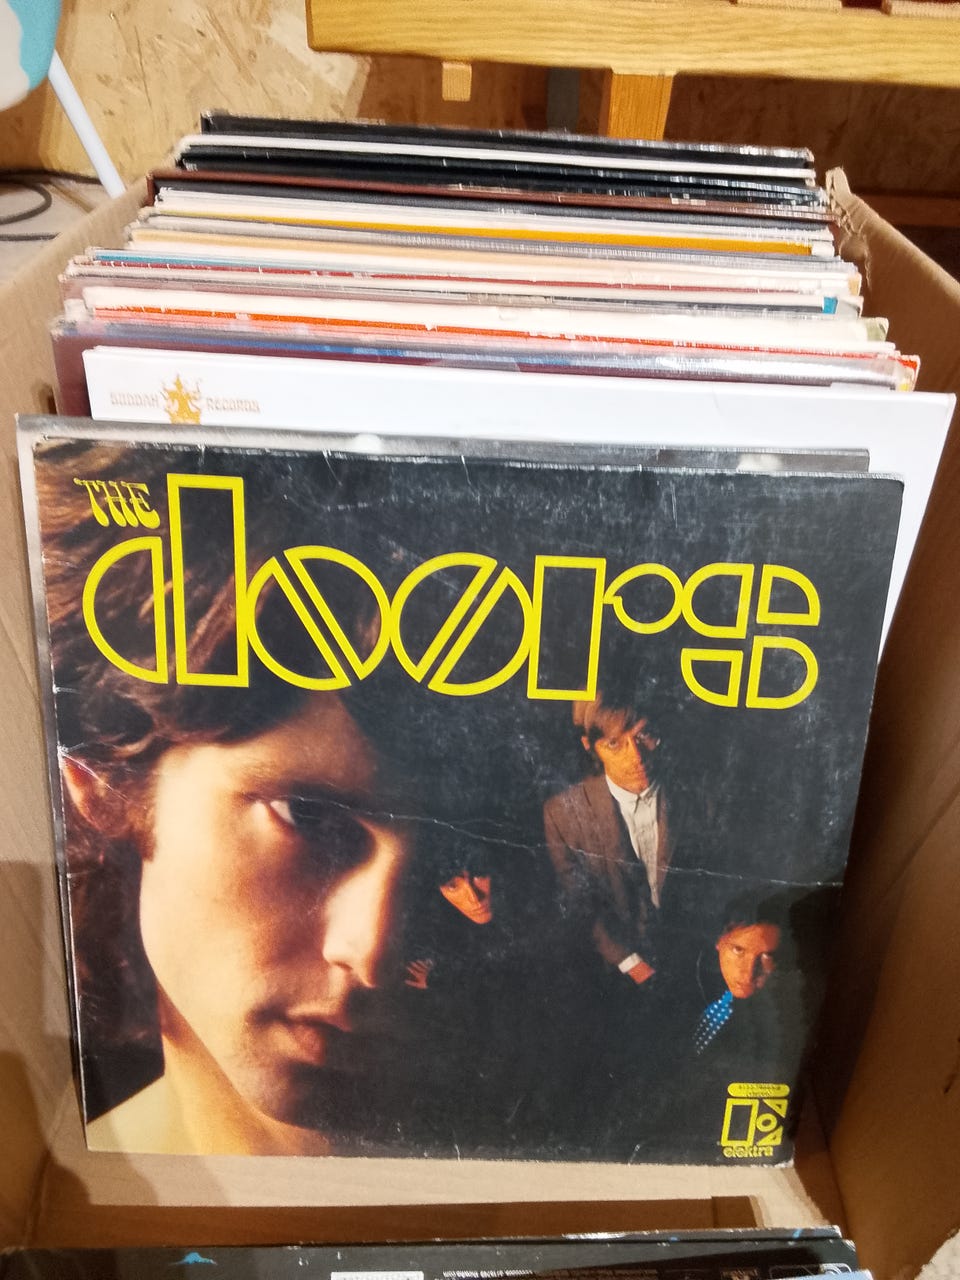 BUDDAH RECORDS
THE
doors
elektra